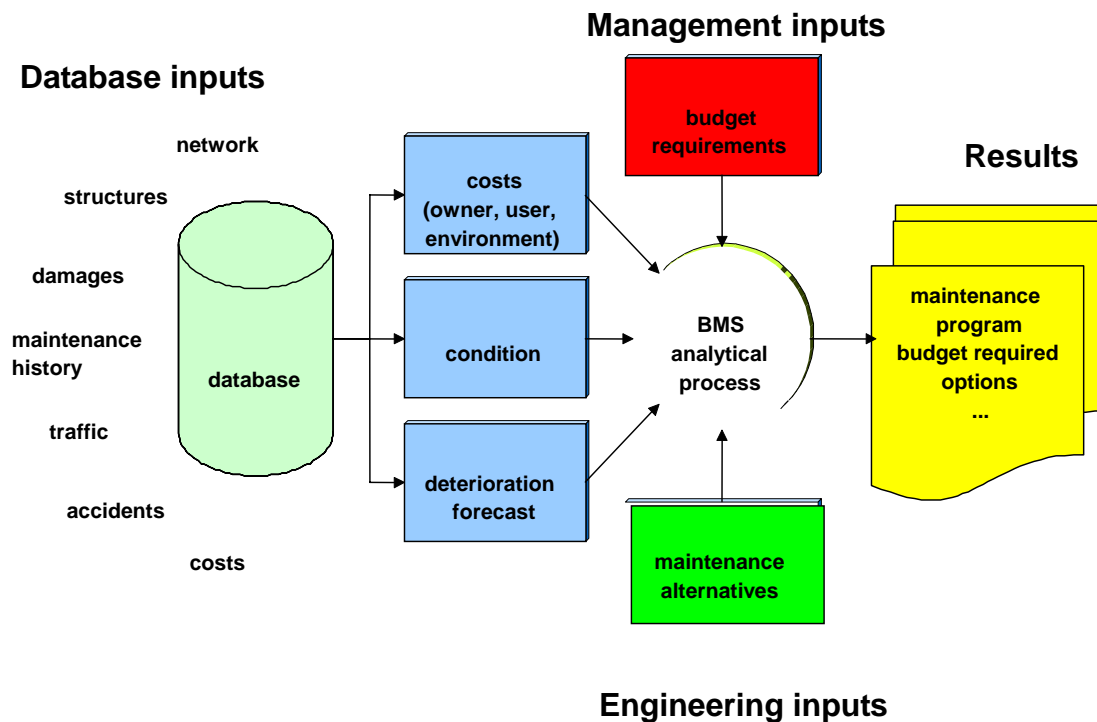 Management inputs
Database inputs
network
structures
damages
maintenance
history
traffic
accidents
costs
database
costs
(owner, user,
environment)
condition
deterioration
forecast
budget
requirements
BMS
analytical
process
maintenance
alternatives
Engineering inputs
Results
maintenance
program
budget required
options
...